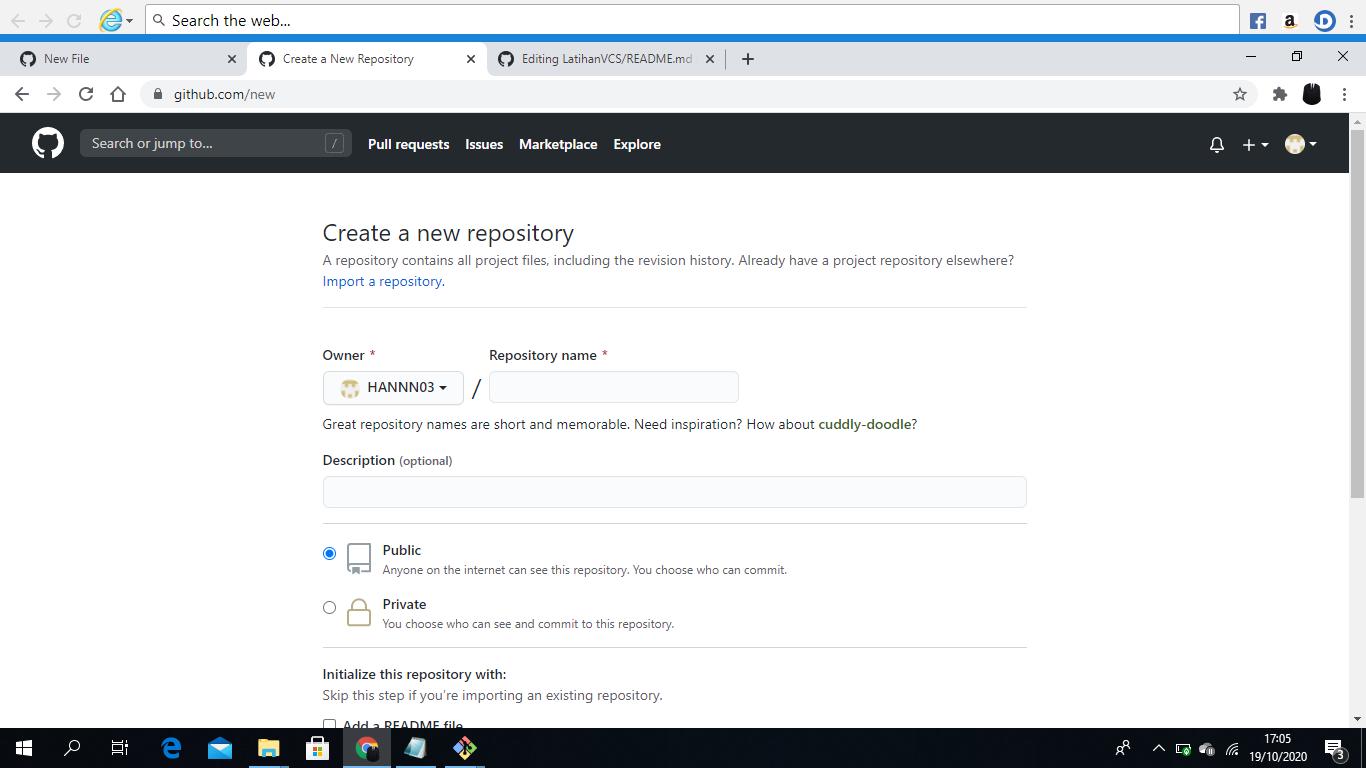 Search the web...
New File
Create a New Repository
Editing LatihanVCS/README.md
github.com/new
Search or jump to...
/
Pull requests
Issues
Marketplace
Explore
Create a new repository
A repository contains all project files, including the revision history. Already have a project repository elsewhere?
Import a repository.
Owner *
Repository name *
HANNN03
/
Great repository names are short and memorable. Need inspiration? How about cuddly-doodle?
Description (optional)
Public
Anyone on the internet can see this repository. You choose who can commit.
Private
You choose who can see and commit to this repository.
Initialize this repository with:
Skip this step if you're importing an existing repository.
Add a README file
17:05
19/10/2020
3